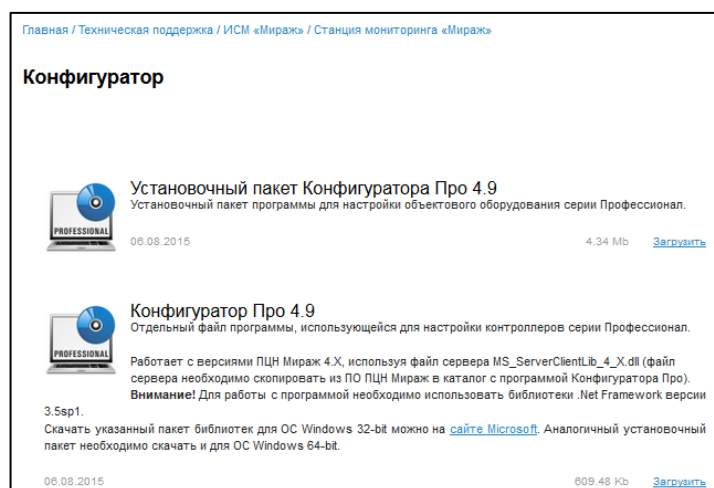 Главная / Техническая поддержка / ИСМ «Мираж» / Станция мониторинга «Мираж»
Конфигуратор
Установочный пакет Конфигуратора Про 4.9
Установочный пакет программы для настройки объектового оборудования серии Профессионал.
PROFESSIONAL
06.08.2015 4.34 Mb Загрузить
Конфигуратор Про 4.9
Отдельный файл программы, использующейся для настройки контроллеров серии Профессионал.
PROFESSIONAL
Работает с версиями ПЦН Мираж 4.X, используя файл сервера MS_ServerClientLib_4_X.dll (файл
сервера необходимо скопировать из ПО ПЦН Мираж в каталог с программой Конфигуратора Про).
Внимание! Для работы с программой необходимо использовать библиотеки .Net Framework версии
3.5sp1.
Скачать указанный пакет библиотек для ОС Windows 32-bit можно на сайте Microsoft. Аналогичный установочный
пакет необходимо скачать и для ОС Windows 64-bit.
06.08.2015 609.48 Kb Загрузить